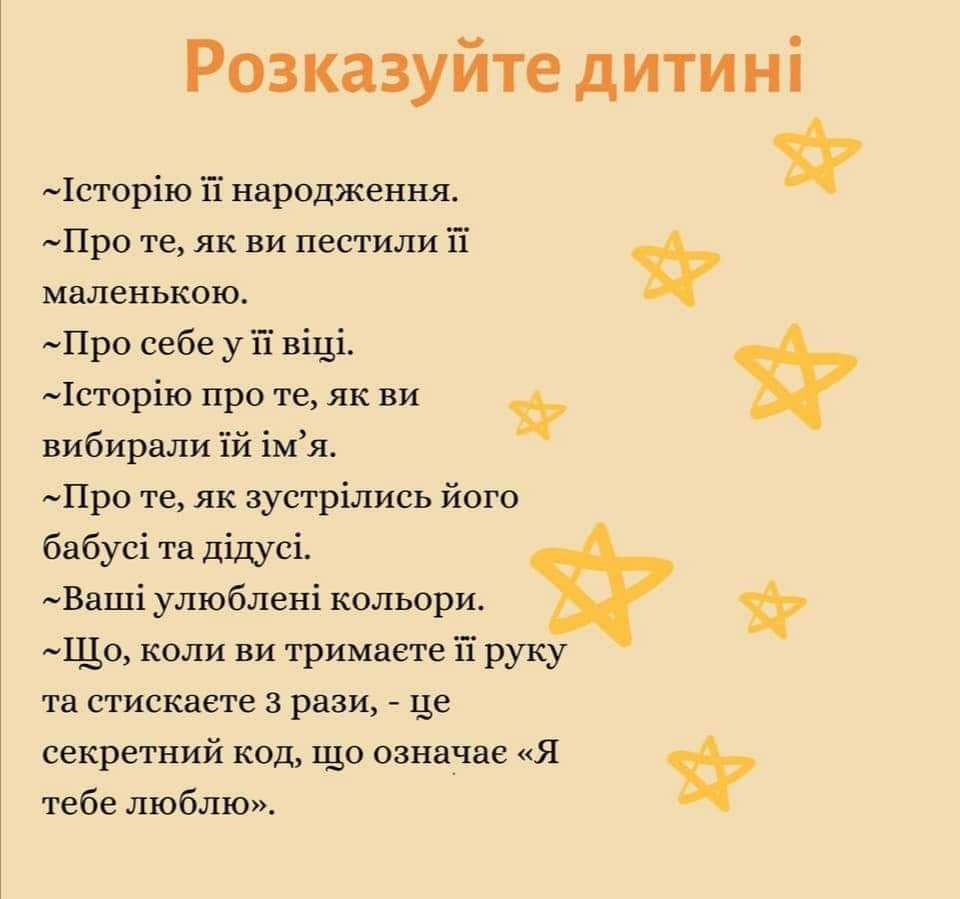 Розказуйте дитині
~Історію її народження.
~Про те, як ви пестили її
маленькою.
~Про себе у її віці.
~Історію про те, як ви
вибирали їй ім’я.
~Про те, як зустрілись його
бабусі та дідусі.
~Ваші улюблені кольори.
~Що, коли ви тримаєте її руку
та стискаєте 3 рази, - це
секретний код, що означає «Я
тебе люблю».